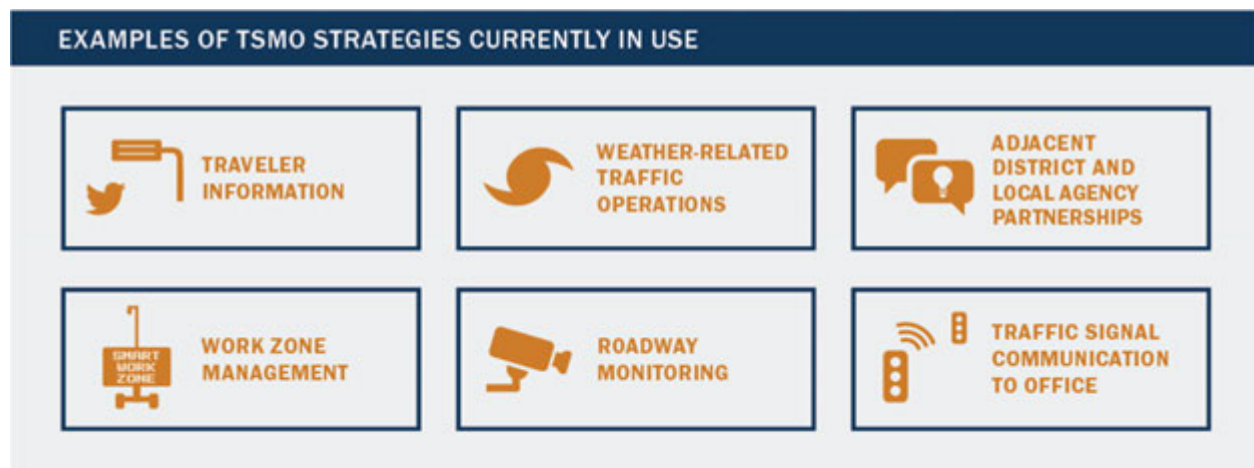 EXAMPLES OF TSMO STRATEGIES CURRENTLY IN USE
TRAVELER
INFORMATION
WEATHER-RELATED
TRAFFIC
OPERATIONS
ADJACENT
DISTRICT AND
LOCAL AGENCY
PARTNERSHIPS
SMART
WORK
ZONE
WORK ZONE
MANAGEMENT
ROADWAY
MONITORING
TRAFFIC SIGNAL
COMMUNICATION
TO OFFICE